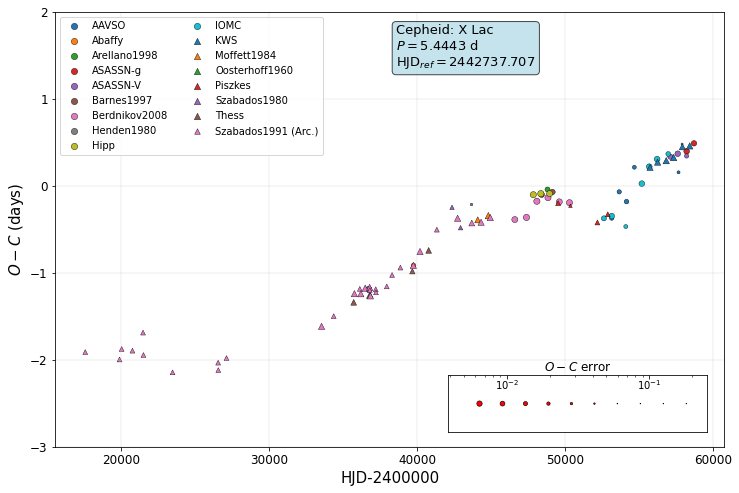 AAVSO
Abaffy
Arellano1998
ASASSN-g
ASASSN-V
Barnes1997
Berdnikov2008
Henden1980
Hipp
IOMC
KWS
Moffett1984
Oosterhoff1960
Piszkes
Szabados1980
Thess
Szabados1991 (Arc.)
Cepheid: X Lac
P = 5.4443 d
HJD_ref = 2442737.707
2
1
0
−1
−2
−3
O − C (days)
O − C error
10^−2
10^−1
20000
30000
40000
50000
60000
HJD-2400000